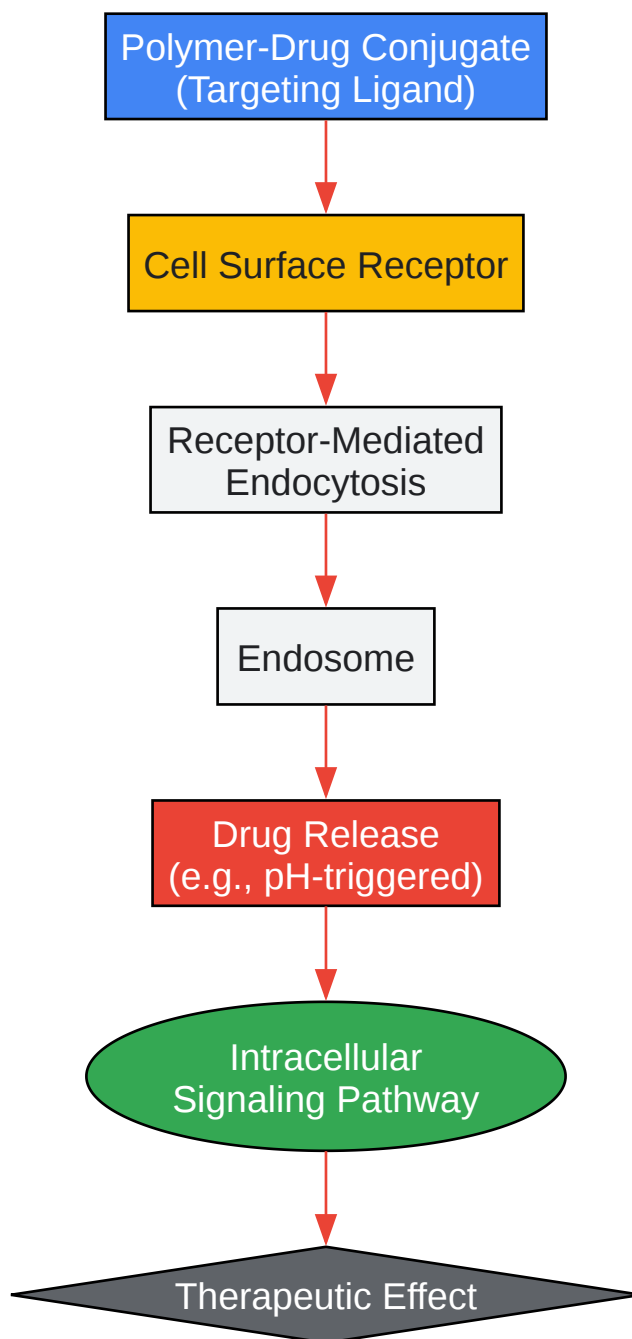 Polymer-Drug Conjugate
(Targeting Ligand)
Cell Surface Receptor
Receptor-Mediated
Endocytosis
Endosome
Drug Release
(e.g., pH-triggered)
Intracellular
Signaling Pathway
Therapeutic Effect